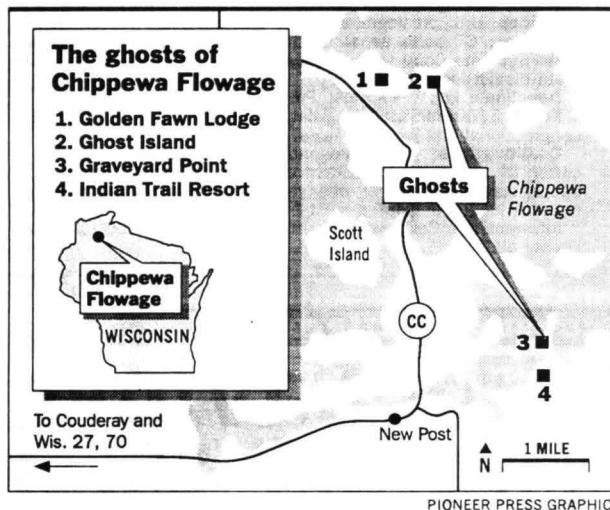 The ghosts of
Chippewa Flowage
1. Golden Fawn Lodge
2. Ghost Island
3. Graveyard Point
4. Indian Trail Resort
Chippewa
Flowage
WISCONSIN
1
2
Ghosts
Chippewa
Flowage
Scott
Island
CC
3
4
To Couderay and
Wis. 27, 70
New Post
N
1 MILE
PIONEER PRESS GRAPHIC